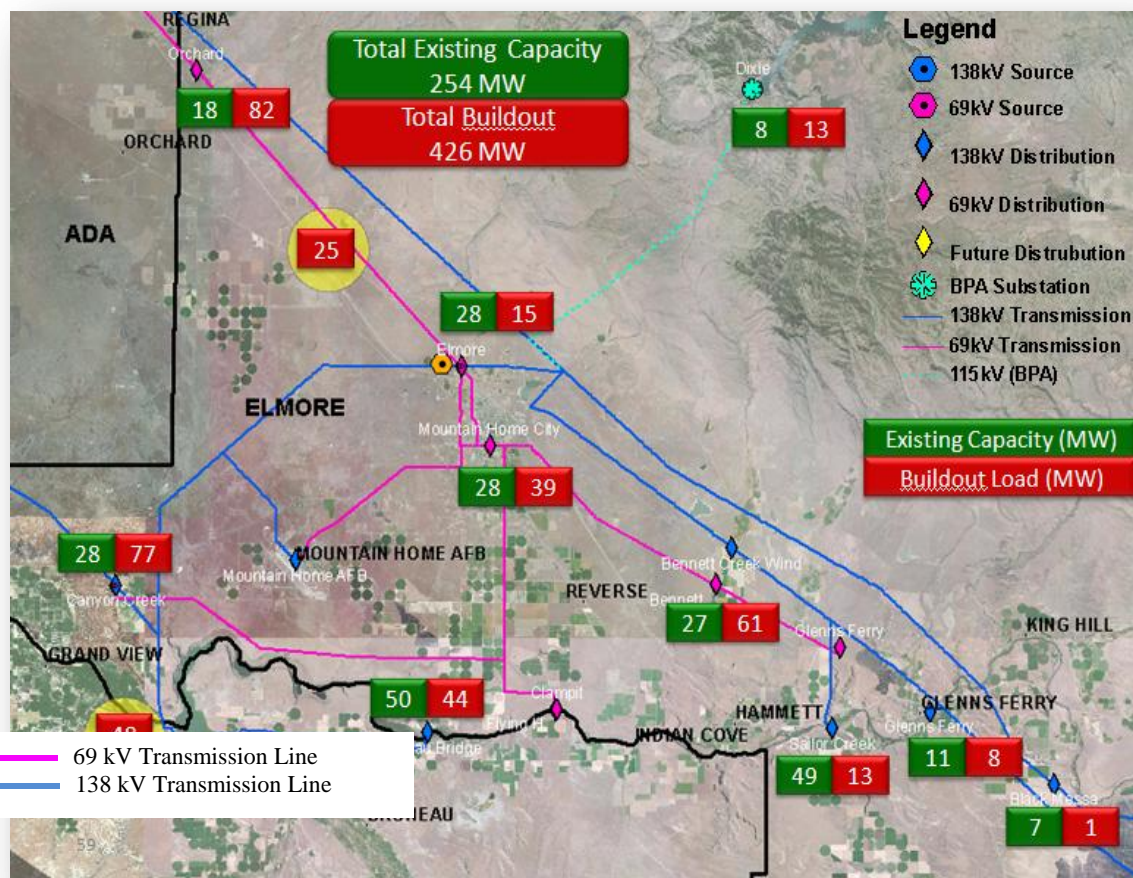 REGINA
Orchard
18 82
ORCHARD
ADA
Total Existing Capacity
254 MW
Total Buildout
426 MW
Dixie
8 13
Legend
138kV Source
69kV Source
138kV Distribution
69kV Distribution
Future Distrubution
BPA Substation
138kV Transmission
69kV Transmission
115kV (BPA)
25
28 15
Elmore
ELMORE
Mountain Home City
28 39
Existing Capacity (MW)
Buildout Load (MW)
28 77
Canyon Creek
MOUNTAIN HOME AFB
Mountain Home AFB
Bennett Creek Wind
REVERSE
Bennett
27 61
Glenns Ferry
KING HILL
GRAND VIEW
50 44
Clampit
Flying H
INDIAN COVE
HAMMETT
Sailor Creek
49 13
GLENNS FERRY
Glenns Ferry
11 8
Black Messa
7 1
69 kV Transmission Line
138 kV Transmission Line
59